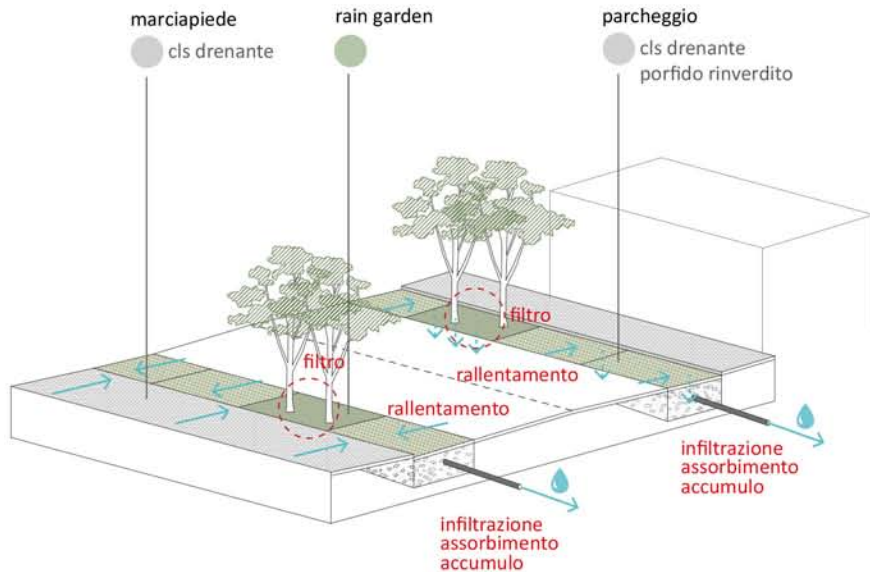 marciapiede
cls drenante
rain garden
parcheggio
cls drenante
porfido rinverdito
filtro
filtro
rallentamento
rallentamento
infiltrazione
assorbimento
accumulo
infiltrazione
assorbimento
accumulo